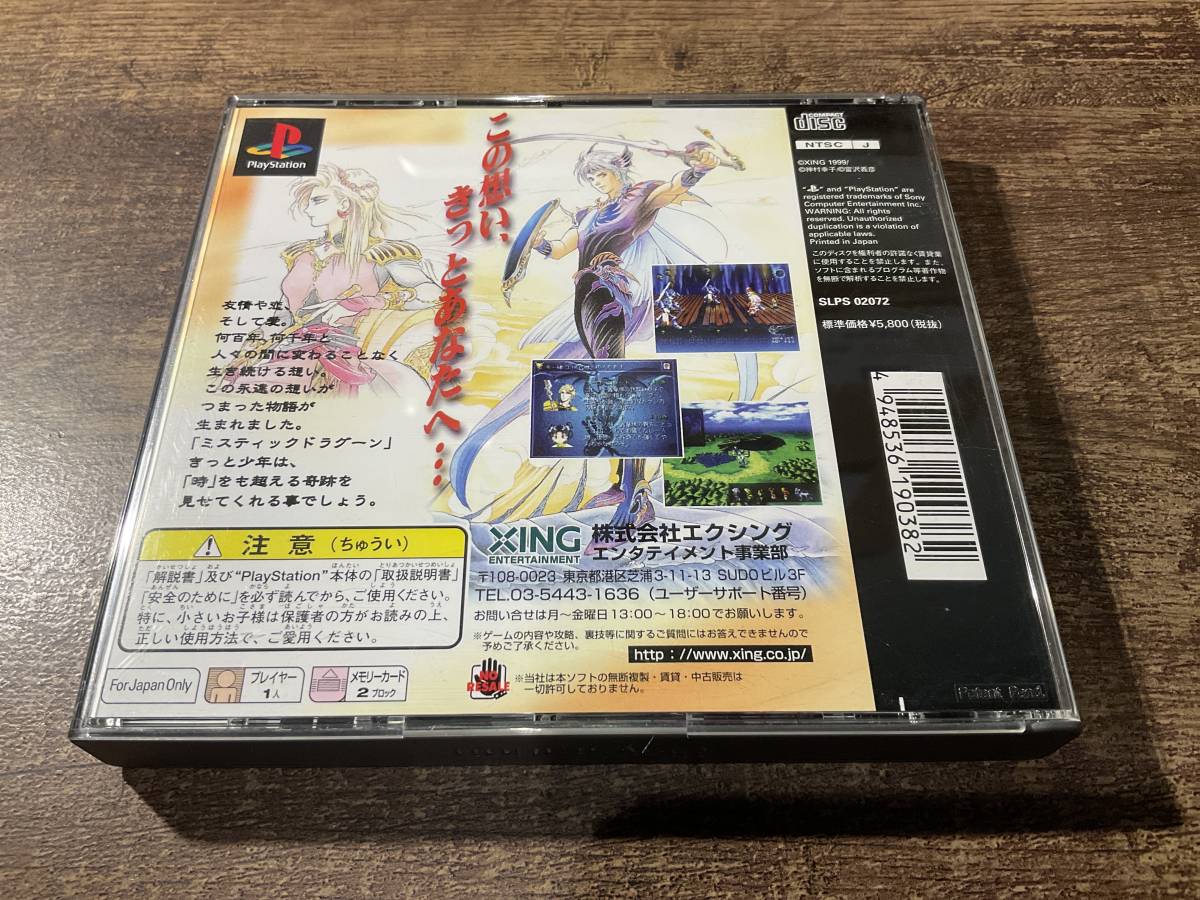 PlayStation
この想い、
きっとあなたへ…
友情や恋、
そして愛。
何百年、何千年と
人々の間に変わることなく
生き続ける想い。
この永遠の想いが
つまった物語が
生まれました。
「ミスティックドラグーン」
きっと少年は、
「時」をも超える奇跡を
見せてくれる事でしょう。
注意（ちゅうい）
「解説書」及び"PlayStation"本体の「取扱説明書」
「安全のために」を必ず読んでから、ご使用ください。
特に、小さいお子様は保護者の方がお読みの上、
正しい使用方法で、ご愛用ください。
For Japan Only
プレイヤー
1人
メモリーカード
2ブロック
XING
ENTERTAINMENT
株式会社エクシング
エンタテイメント事業部
〒108-0023 東京都港区芝浦3-11-13 SUDOビル3F
TEL.03-5443-1636（ユーザーサポート番号）
お問い合せは月～金曜日13:00～18:00でお願いします。
※ゲームの内容や攻略、裏技等に関するご質問にはお答えできませんので
予めご了承ください。
http://www.xing.co.jp/
NO
RESALE
※当社は本ソフトの無断複製・賃貸・中古販売は
一切許可しておりません。
COMPACT
disc
NTSC J
©XING 1999/
©神村幸子/©富沢義彦
"PS" and "PlayStation" are
registered trademarks of Sony
Computer Entertainment Inc.
WARNING: All rights
reserved. Unauthorized
duplication is a violation of
applicable laws.
Printed in Japan
このディスクを権利者の許諾なく賃貸業
に使用することを禁止します。また、
ソフトに含まれるプログラム等著作物
を無断で解析することを禁止します。
SLPS 02072
標準価格¥5,800(税抜)
4 948536 190382
Patent Pend.